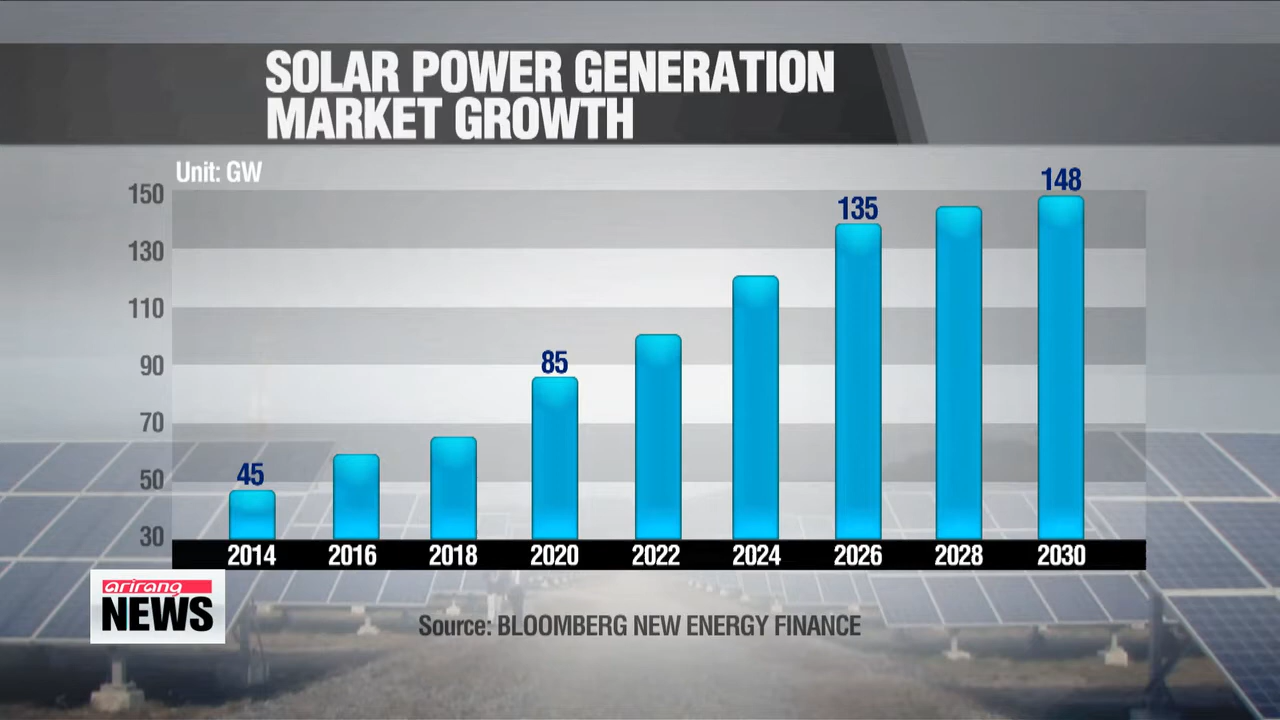 SOLAR POWER GENERATION
MARKET GROWTH
Unit: GW
150
130
110
90
70
50
30
45
85
135
148
2014 2016 2018 2020 2022 2024 2026 2028 2030
arirang
NEWS
Source: BLOOMBERG NEW ENERGY FINANCE